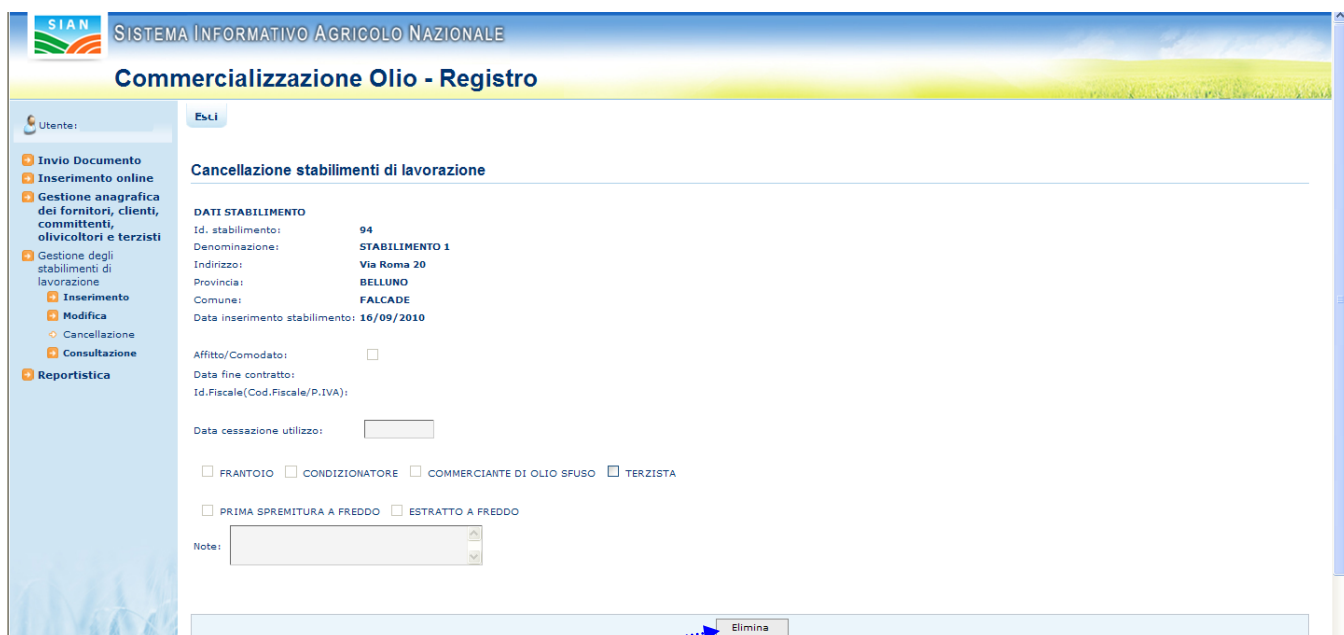 SIAN
SISTEMA INFORMATIVO AGRICOLO NAZIONALE
Commercializzazione Olio - Registro
Utente:
Esci
Invio Documento
Inserimento online
Gestione anagrafica
dei fornitori, clienti,
committenti,
olivicoltori e terzisti
Gestione degli
stabilimenti di
lavorazione
Inserimento
Modifica
Cancellazione
Consultazione
Reportistica
Cancellazione stabilimenti di lavorazione
DATI STABILIMENTO
Id. stabilimento: 94
Denominazione: STABILIMENTO 1
Indirizzo: Via Roma 20
Provincia: BELLUNO
Comune: FALCADE
Data inserimento stabilimento: 16/09/2010
Affitto/Comodato:
Data fine contratto:
Id.Fiscale(Cod.Fiscale/P.IVA):
Data cessazione utilizzo:
FRANTOIO CONDIZIONATORE COMMERCIANTE DI OLIO SFUSO TERZISTA
PRIMA SPREMITURA A FREDDO ESTRATTO A FREDDO
Note:
Elimina